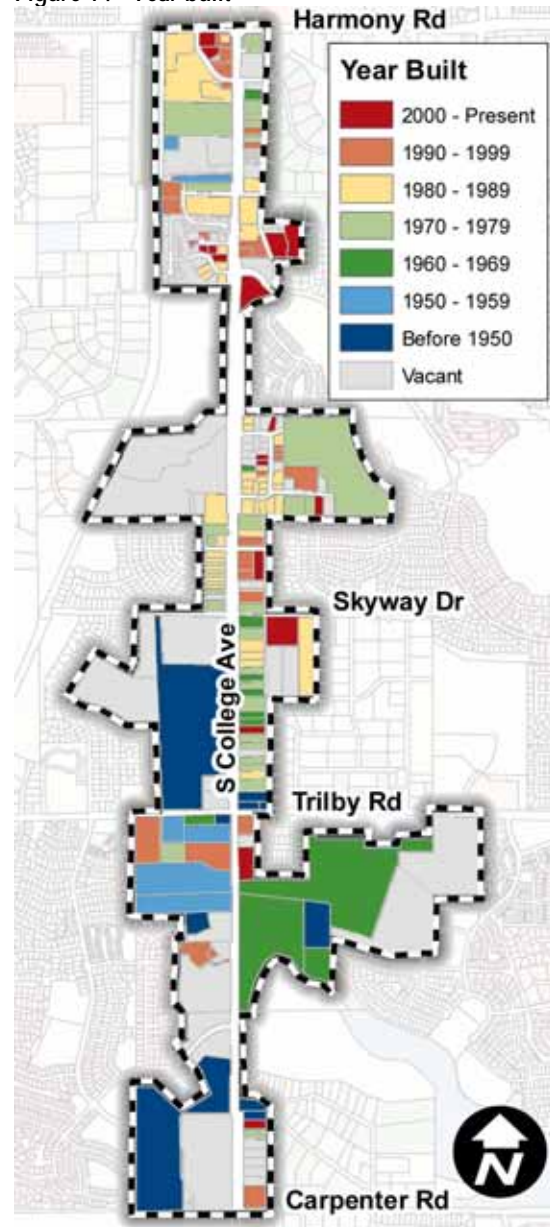 Harmony Rd
Year Built
2000 - Present
1990 - 1999
1980 - 1989
1970 - 1979
1960 - 1969
1950 - 1959
Before 1950
Vacant
Skyway Dr
S College Ave
Trilby Rd
N
Carpenter Rd